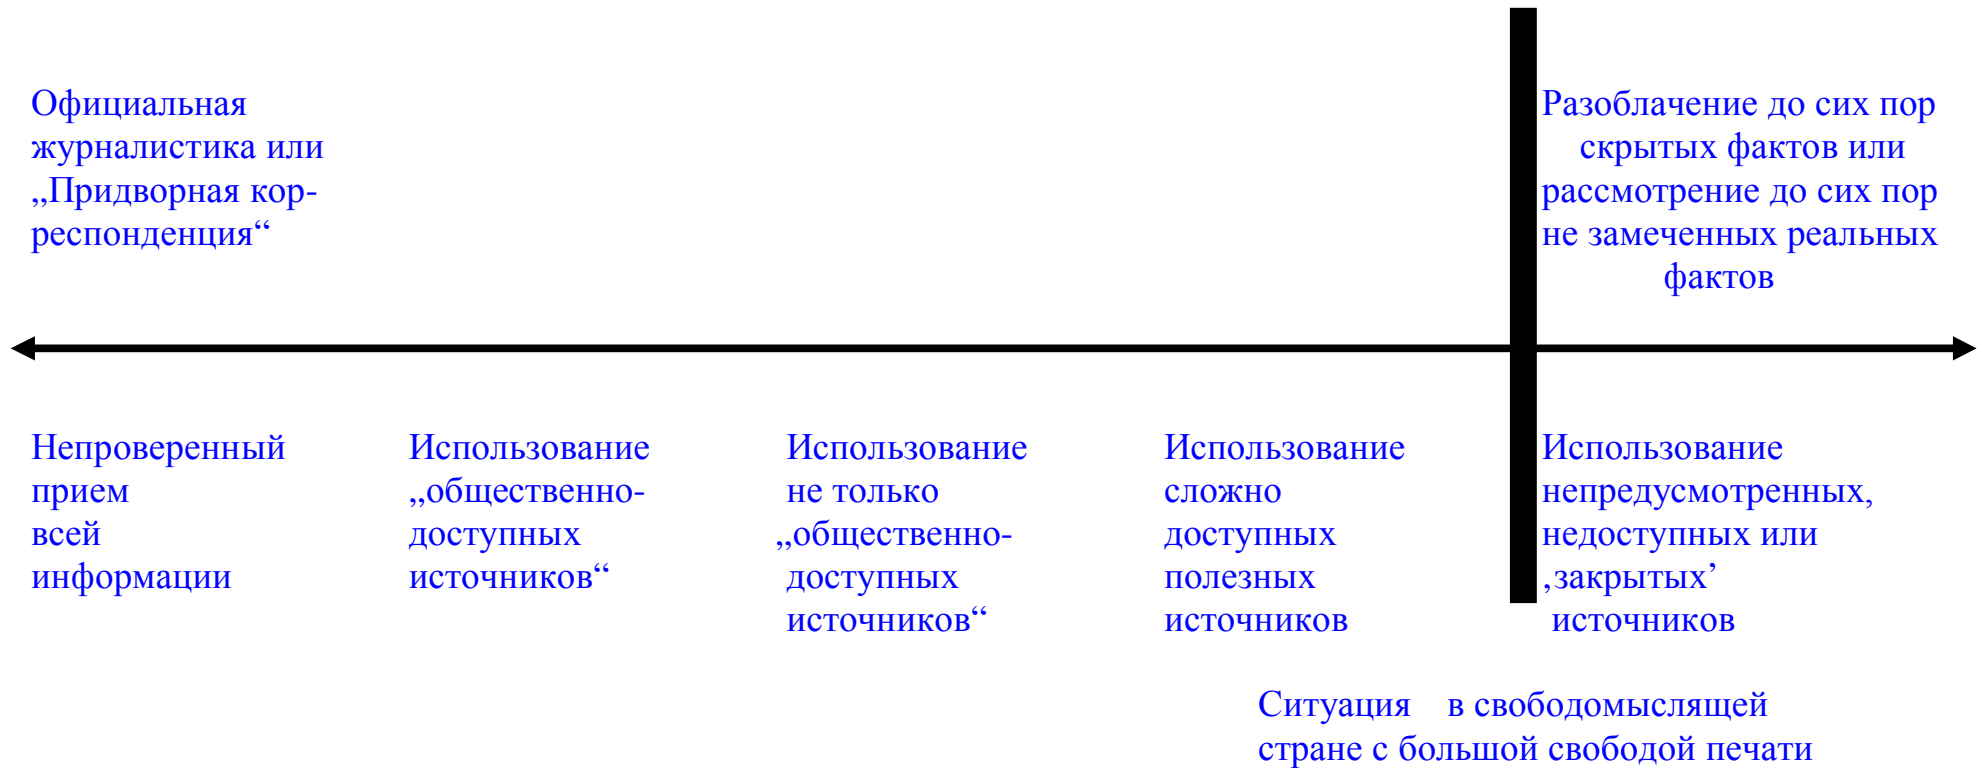 Официальная
журналистика или
„Придворная кор-
респонденция“
Разоблачение до сих пор
скрытых фактов или
рассмотрение до сих пор
не замеченных реальных
фактов
Непроверенный
прием
всей
информации
Использование
„общественно-
доступных
источников“
Использование
не только
„общественно-
доступных
источников“
Использование
сложно
доступных
полезных
источников
Использование
непредусмотренных,
недоступных или
‚закрытых’
источников
Ситуация в свободомыслящей
стране с большой свободой печати